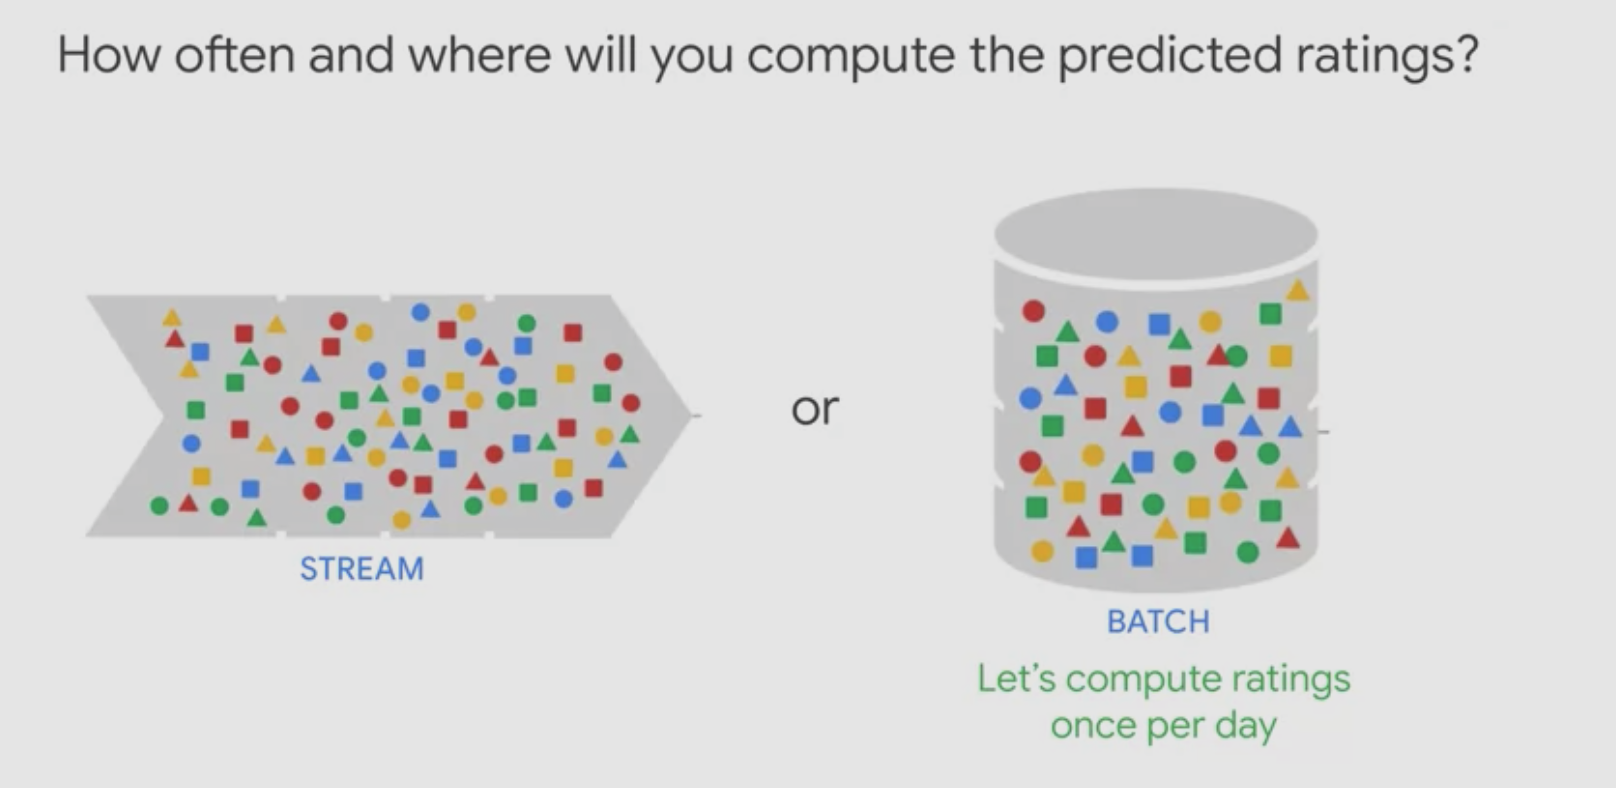 How often and where will you compute the predicted ratings?
or
STREAM
BATCH
Let's compute ratings
once per day